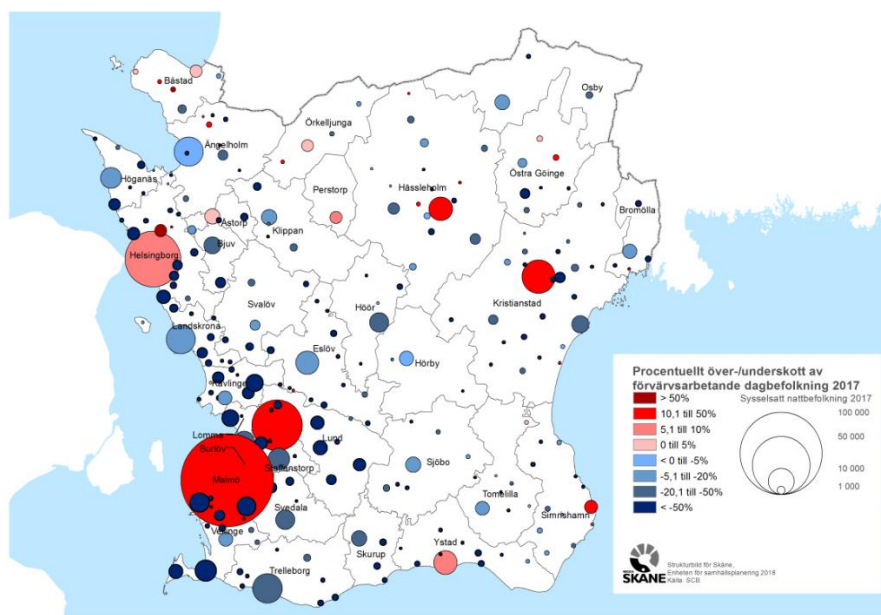 Båstad
Osby
Örkelljunga
Ängelholm
Östra Göinge
Höganäs
Hässleholm
Perstorp
Bromölla
Åstorp
Klippan
Bjuv
Helsingborg
Kristianstad
Svalöv
Höör
Landskrona
Eslöv
Hörby
Kävlinge
Lomma
Lund
Burlöv
Staffanstorp
Sjöbo
Malmö
Tomelilla
Simrishamn
Svedala
Vellinge
Skurup
Ystad
Trelleborg
Procentuellt över-/underskott av
förvärvsarbetande dagbefolkning 2017
Sysselsatt nattbefolkning 2017
> 50%
10,1 till 50%
5,1 till 10%
0 till 5%
< 0 till -5%
-5,1 till -20%
-20,1 till -50%
< -50%
100 000
50 000
10 000
1 000
SKÅNE
Strukturbild för Skåne,
Enheten för samhällsplanering 2018
Källa: SCB